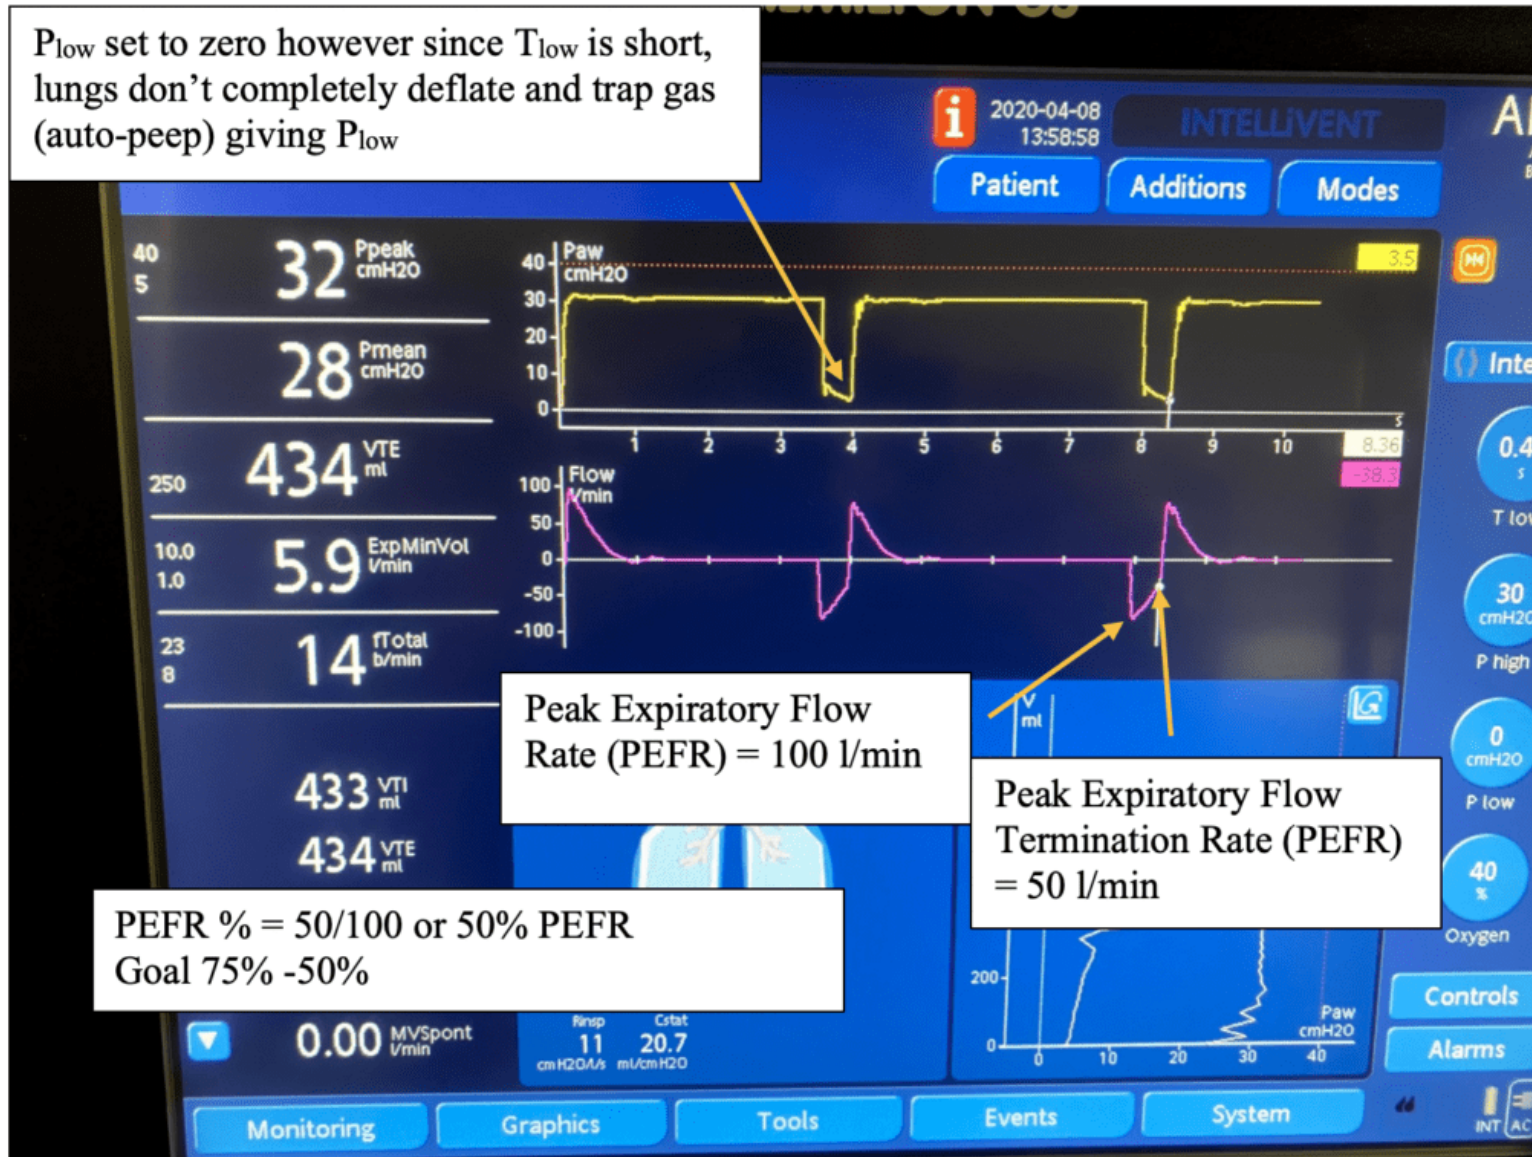 P_low set to zero however since T_low is short,
lungs don't completely deflate and trap gas
(auto-peep) giving P_low
2020-04-08
13:58:58
INTELLiVENT
Patient
Additions
Modes
40
5
32 Ppeak
cmH2O
28 Pmean
cmH2O
250
434 VTE
ml
10.0
1.0
5.9 ExpMinVol
l/min
23
8
14 fTotal
b/min
433 VTI
ml
434 VTE
ml
0.00 MVSpont
l/min
Paw
cmH2O
3.5
40
30
20
10
0
1 2 3 4 5 6 7 8 9 10
s
8.36
Flow
l/min
-38.3
100
50
0
-50
-100
Peak Expiratory Flow
Rate (PEFR) = 100 l/min
Peak Expiratory Flow
Termination Rate (PEFR)
= 50 l/min
PEFR % = 50/100 or 50% PEFR
Goal 75% -50%
Rinsp
11
cmH2O/l/s
Cstat
20.7
ml/cmH2O
V
ml
200
0
0 10 20 30 40
Paw
cmH2O
s
30
cmH2O
P high
0
cmH2O
P low
40
%
Oxygen
Controls
Alarms
Monitoring
Graphics
Tools
Events
System
INT
AC